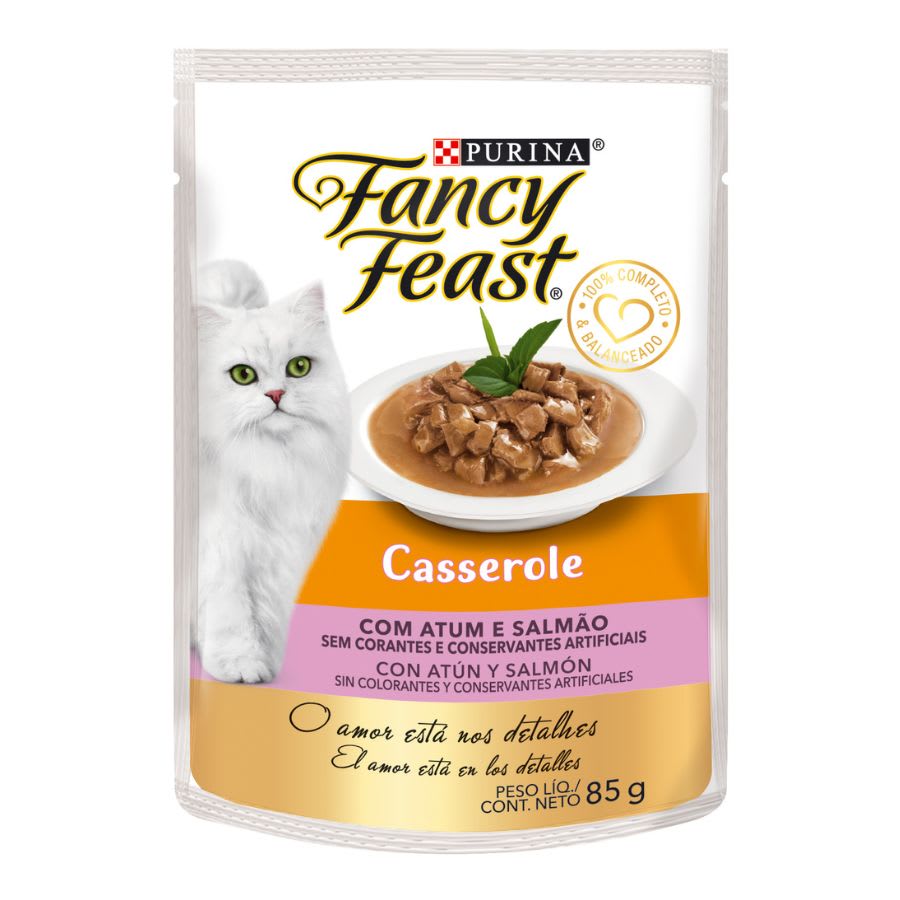 PURINA®
Fancy
Feast®
100% COMPLETO
& BALANCEADO
Casserole
COM ATUM E SALMÃO
SEM CORANTES E CONSERVANTES ARTIFICIAIS
CON ATÚN Y SALMÓN
SIN COLORANTES Y CONSERVANTES ARTIFICIALES
O amor está nos detalhes
El amor está en los detalles
PESO LÍQ./
CONT. NETO 85 g